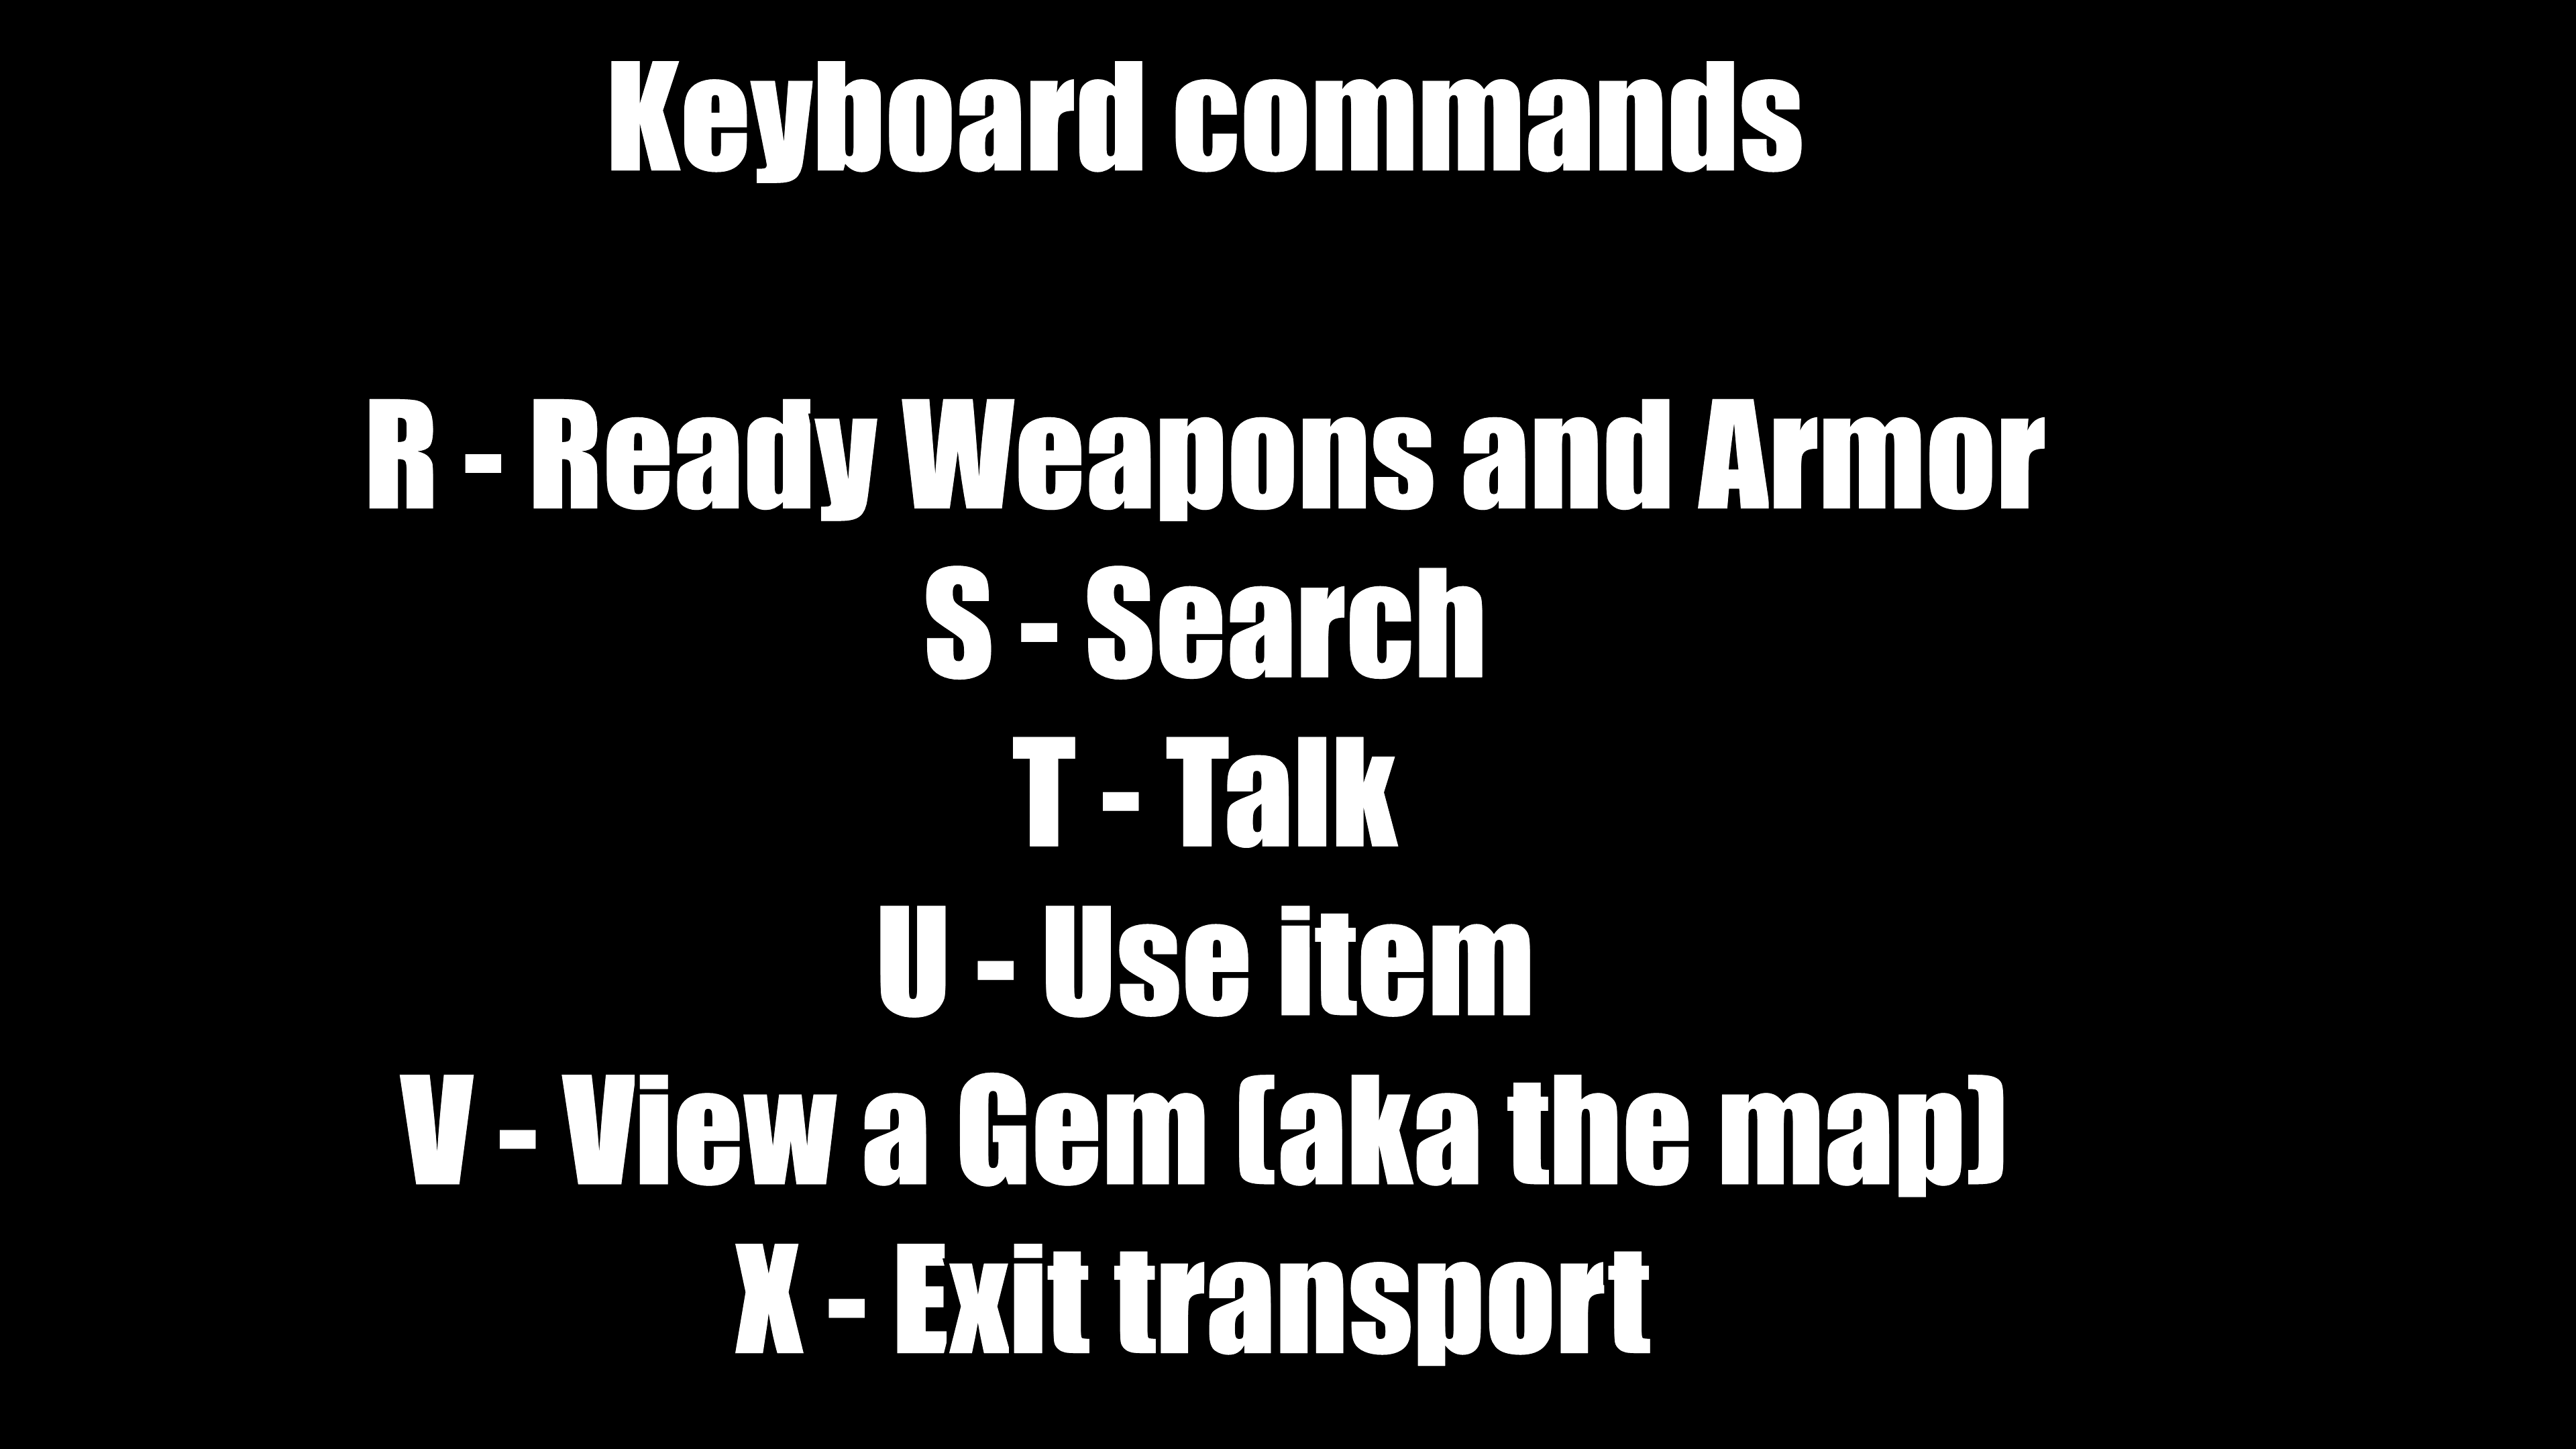 Keyboard commands
R - Ready Weapons and Armor
S - Search
T - Talk
U - Use item
V - View a Gem (aka the map)
X - Exit transport